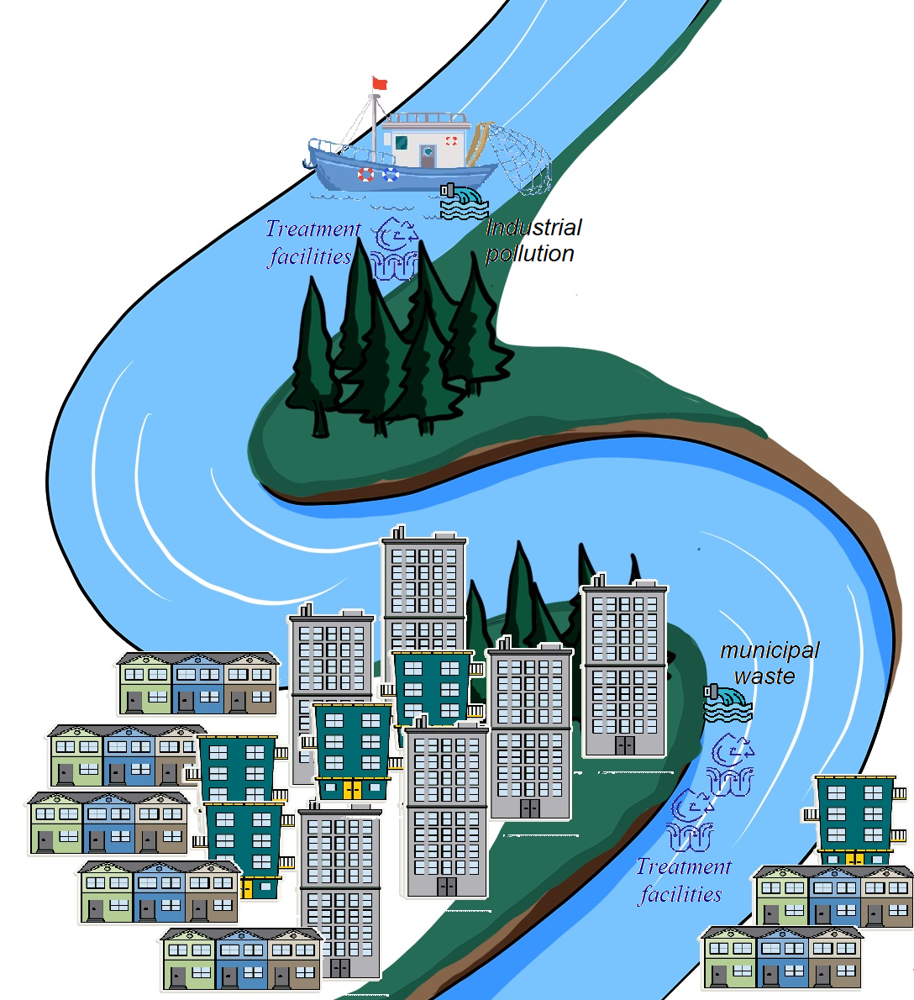 Treatment
facilities
Industrial
pollution
municipal
waste
Treatment
facilities